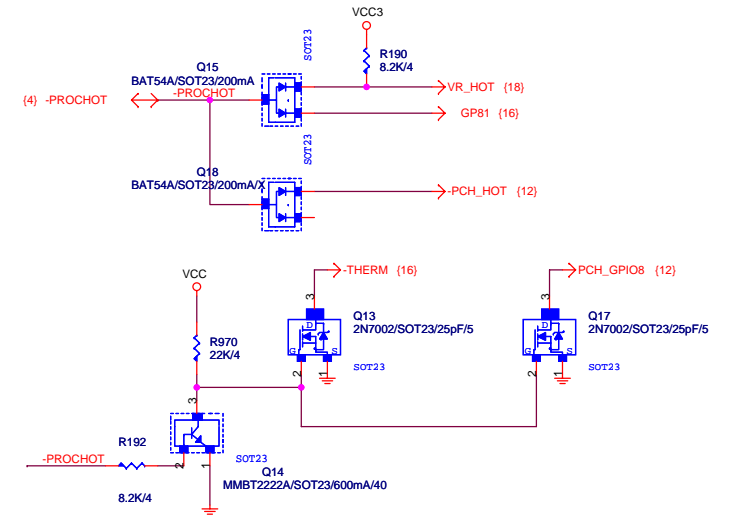 VCC3
SOT23
R190
8.2K/4
Q15
BAT54A/SOT23/200mA
-PROCHOT
{4} -PROCHOT
VR_HOT {18}
GP81 {16}
SOT23
Q18
BAT54A/SOT23/200mA/X
-PCH_HOT {12}
VCC
-THERM {16}
PCH_GPIO8 {12}
3
3
Q13
2N7002/SOT23/25pF/5
Q17
2N7002/SOT23/25pF/5
D
D
G
S
G
S
R970
22K/4
SOT23
SOT23
2
1
2
1
3
R192
-PROCHOT
SOT23
2
1
Q14
MMBT2222A/SOT23/600mA/40
8.2K/4